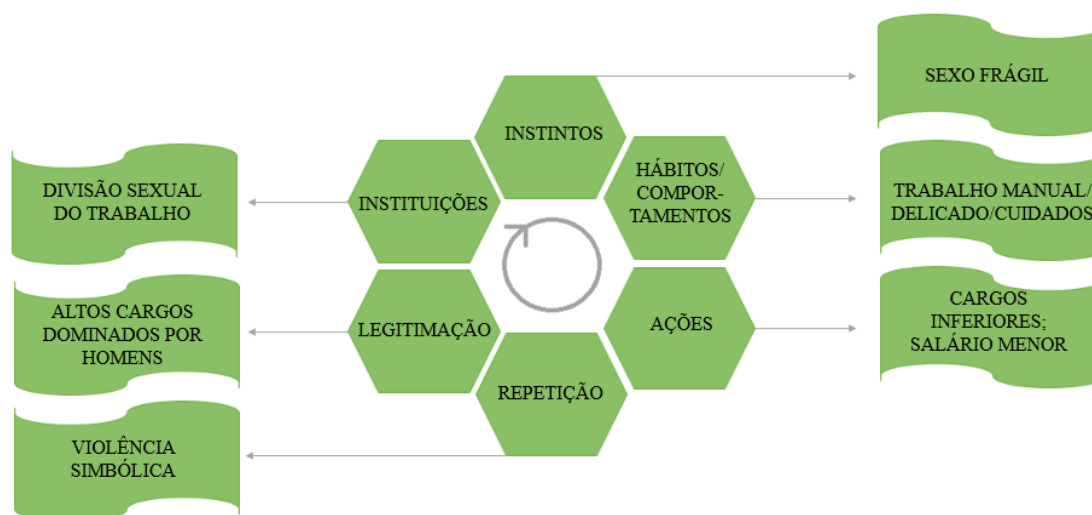 SEXO FRÁGIL
INSTINTOS
HÁBITOS/
COMPOR-
TAMENTOS
TRABALHO MANUAL/
DELICADO/CUIDADOS
DIVISÃO SEXUAL
DO TRABALHO
INSTITUIÇÕES
ALTOS CARGOS
DOMINADOS POR
HOMENS
LEGITIMAÇÃO
AÇÕES
CARGOS
INFERIORES;
SALÁRIO MENOR
REPETIÇÃO
VIOLÊNCIA
SIMBÓLICA